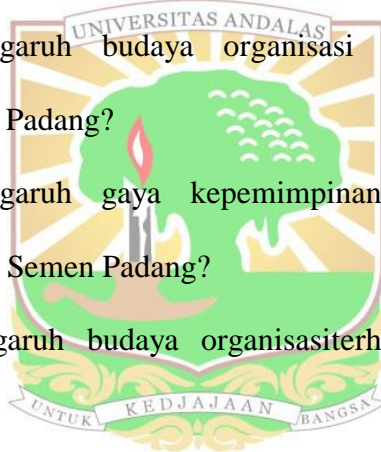 UNIVERSITAS ANDALAS
garuh budaya organisasi
Padang?
garuh gaya kepemimpinan
Semen Padang?
garuh budaya organisasiterh
UNTUK KEDJAJAAN BANGSA